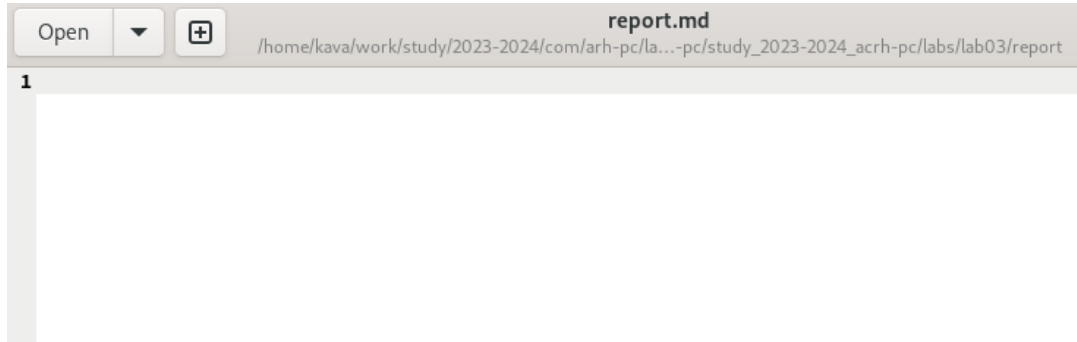 Open
report.md
/home/kava/work/study/2023-2024/com/arh-pc/la...-pc/study_2023-2024_acrh-pc/labs/lab03/report
1